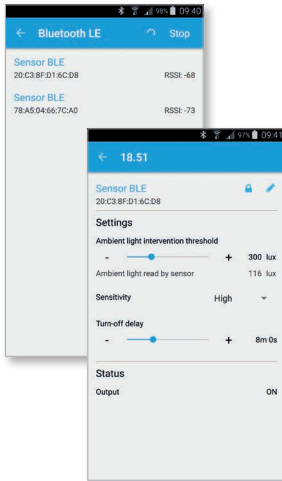 98% 09:40
Bluetooth LE Stop
Sensor BLE
20:C3:8F:D1:6C:D8 RSSI: -68
Sensor BLE
78:A5:04:66:7C:A0 RSSI: -73
97% 09:41
18.51
Sensor BLE
20:C3:8F:D1:6C:D8
Settings
Ambient light intervention threshold
- + 300 lux
Ambient light read by sensor 116 lux
Sensitivity High
Turn-off delay
- + 8m 0s
Status
Output ON